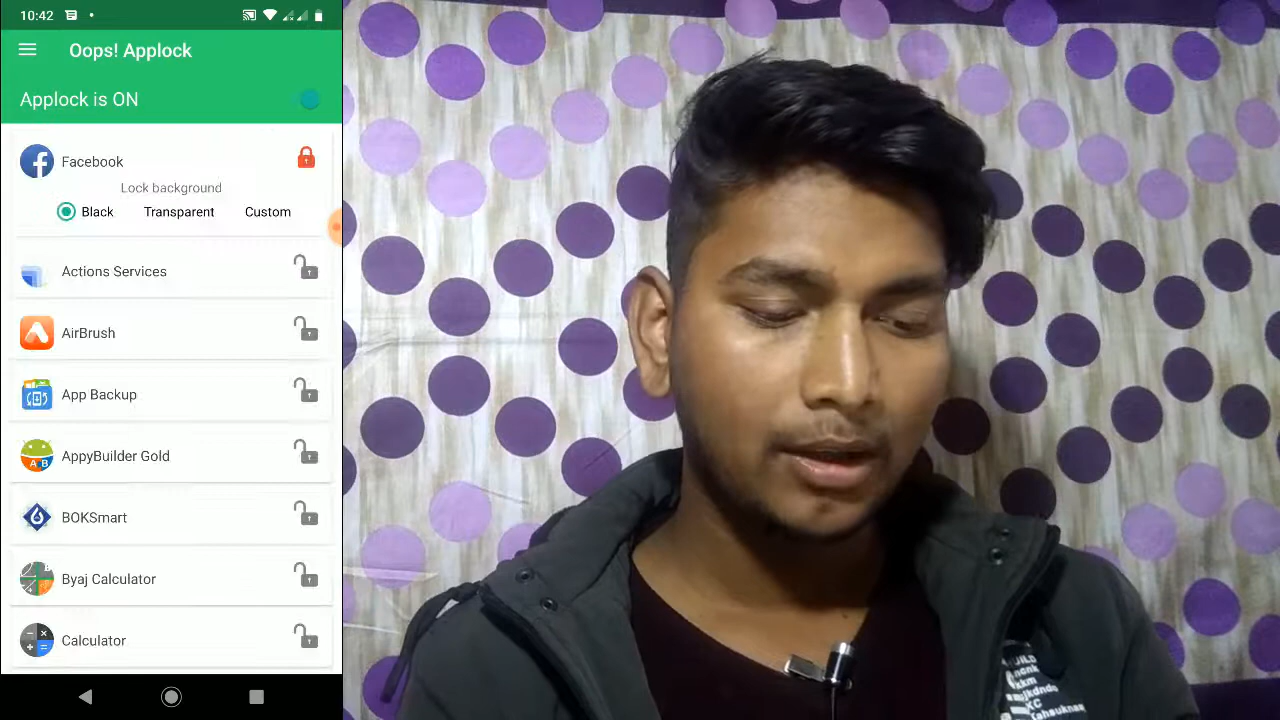 10:42
Oops! Applock
Applock is ON
Facebook
Lock background
Black Transparent Custom
Actions Services
AirBrush
App Backup
AppyBuilder Gold
BOKSmart
Byaj Calculator
Calculator